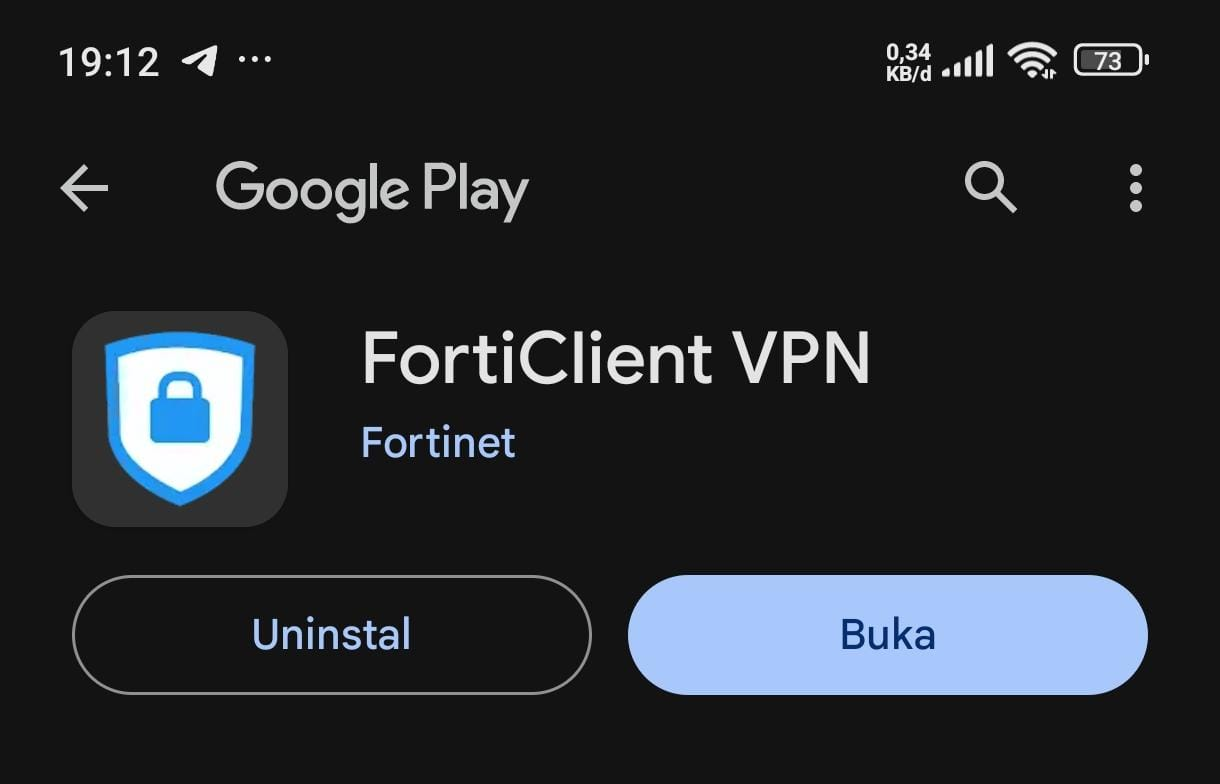 19:12 ... 0,34 KB/d 73
Google Play
FortiClient VPN
Fortinet
Uninstal Buka